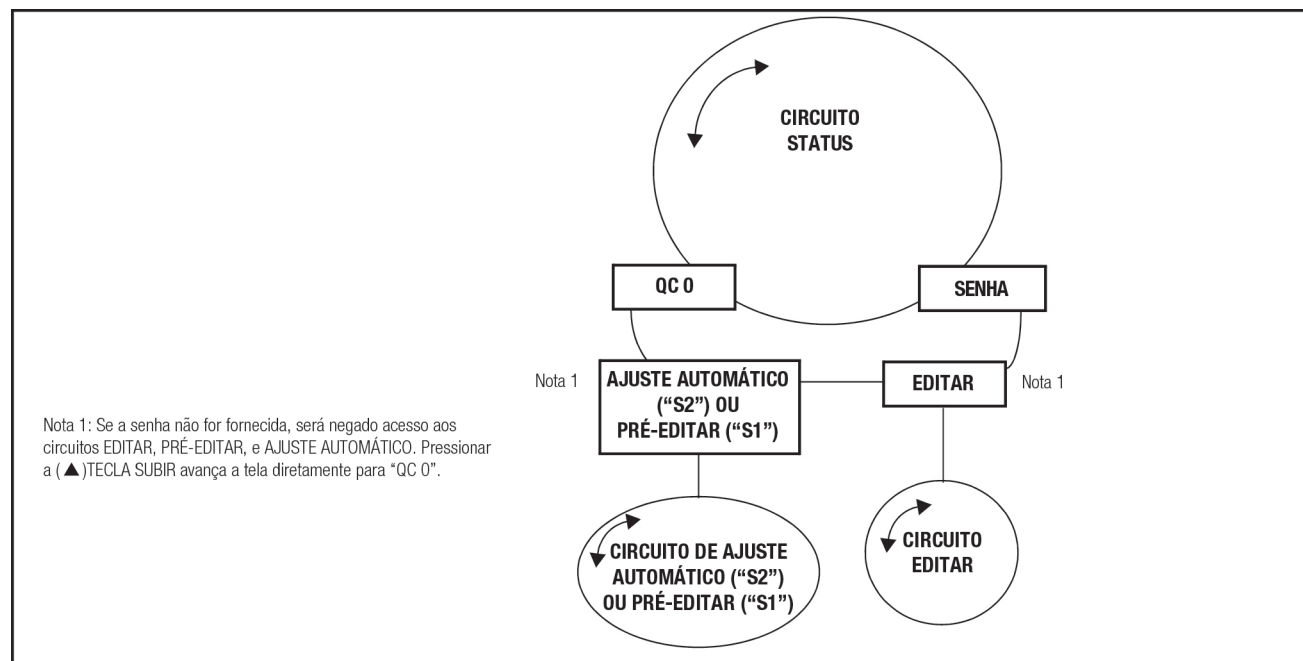 CIRCUITO
STATUS
QC 0
SENHA
Nota 1
AJUSTE AUTOMÁTICO
(“S2”) OU
PRÉ-EDITAR (“S1”)
EDITAR
Nota 1
Nota 1: Se a senha não for fornecida, será negado acesso aos
circuitos EDITAR, PRÉ-EDITAR, e AJUSTE AUTOMÁTICO. Pressionar
a (▲)TECLA SUBIR avança a tela diretamente para “QC 0”.
CIRCUITO DE AJUSTE
AUTOMÁTICO (“S2”)
OU PRÉ-EDITAR (“S1”)
CIRCUITO
EDITAR